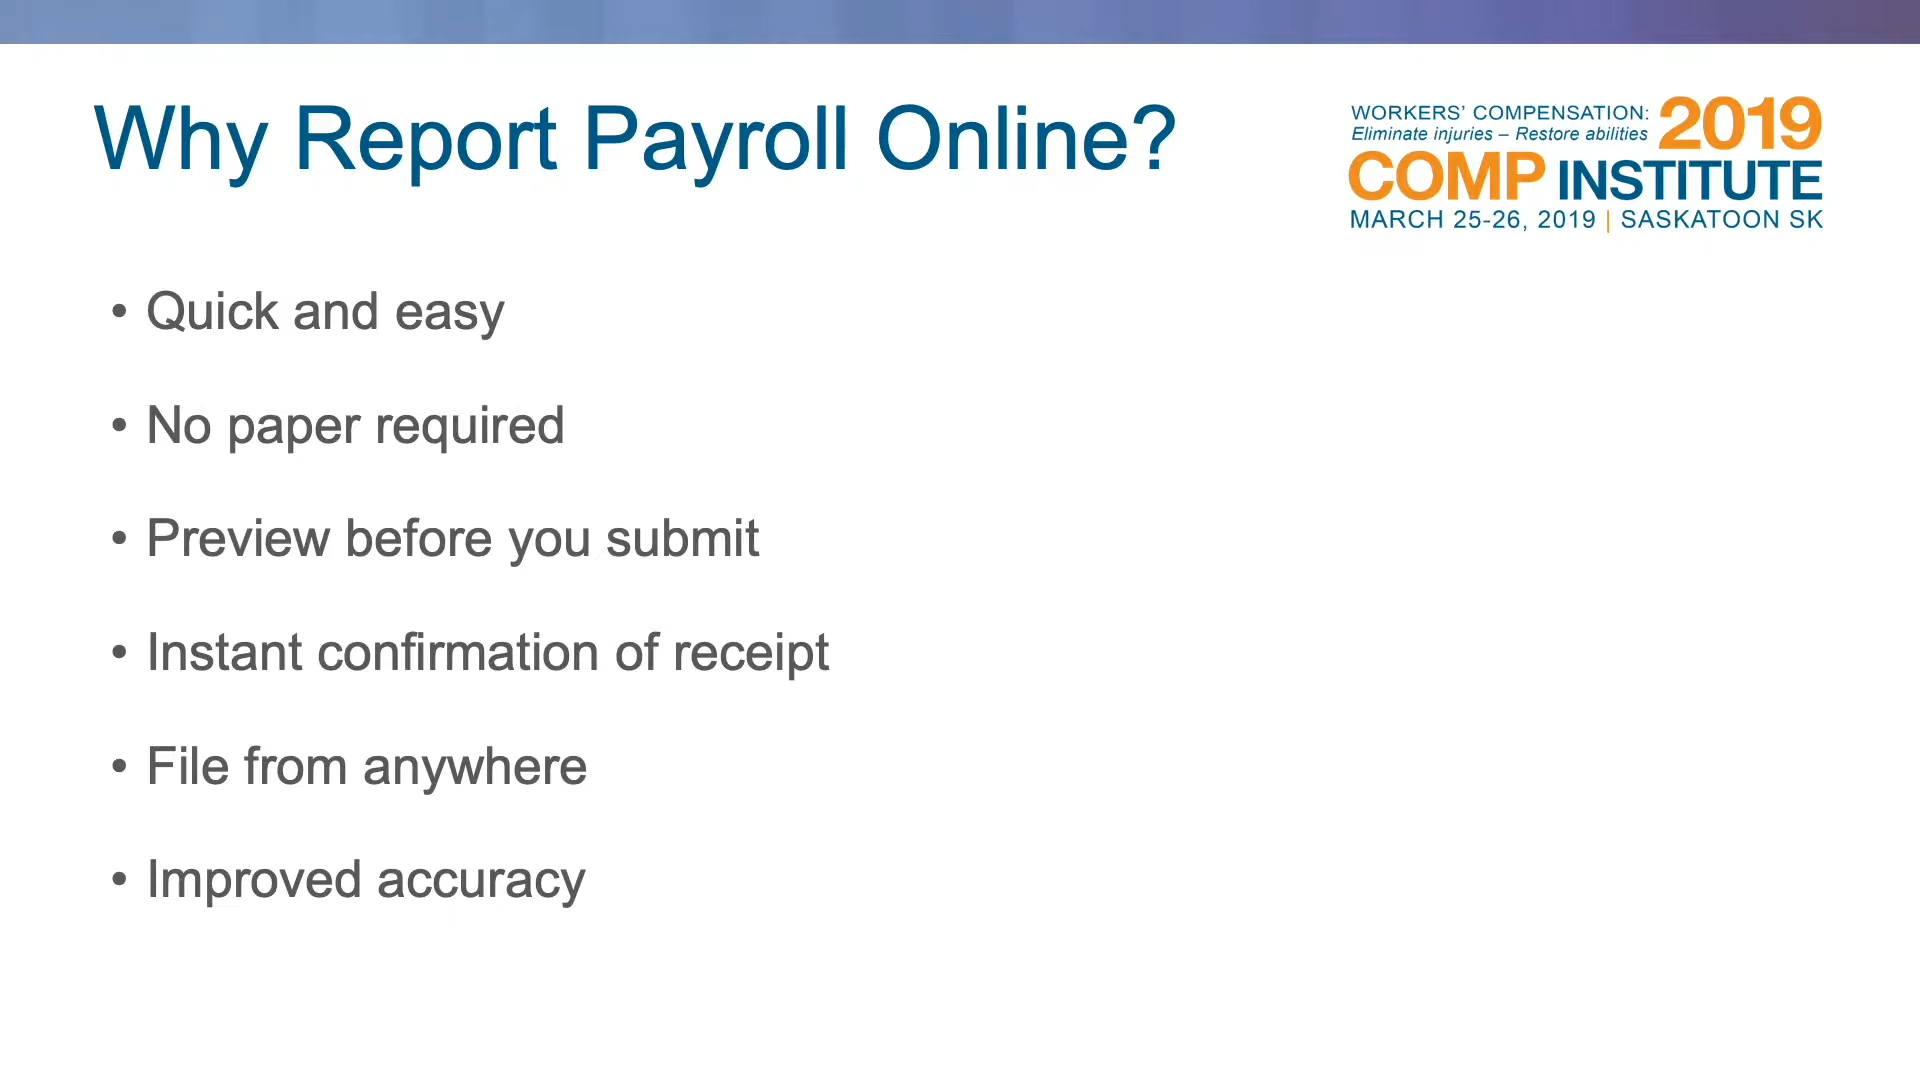 Why Report Payroll Online?
WORKERS' COMPENSATION: 2019
Eliminate injuries – Restore abilities
COMP INSTITUTE
MARCH 25-26, 2019 | SASKATOON SK
• Quick and easy
• No paper required
• Preview before you submit
• Instant confirmation of receipt
• File from anywhere
• Improved accuracy